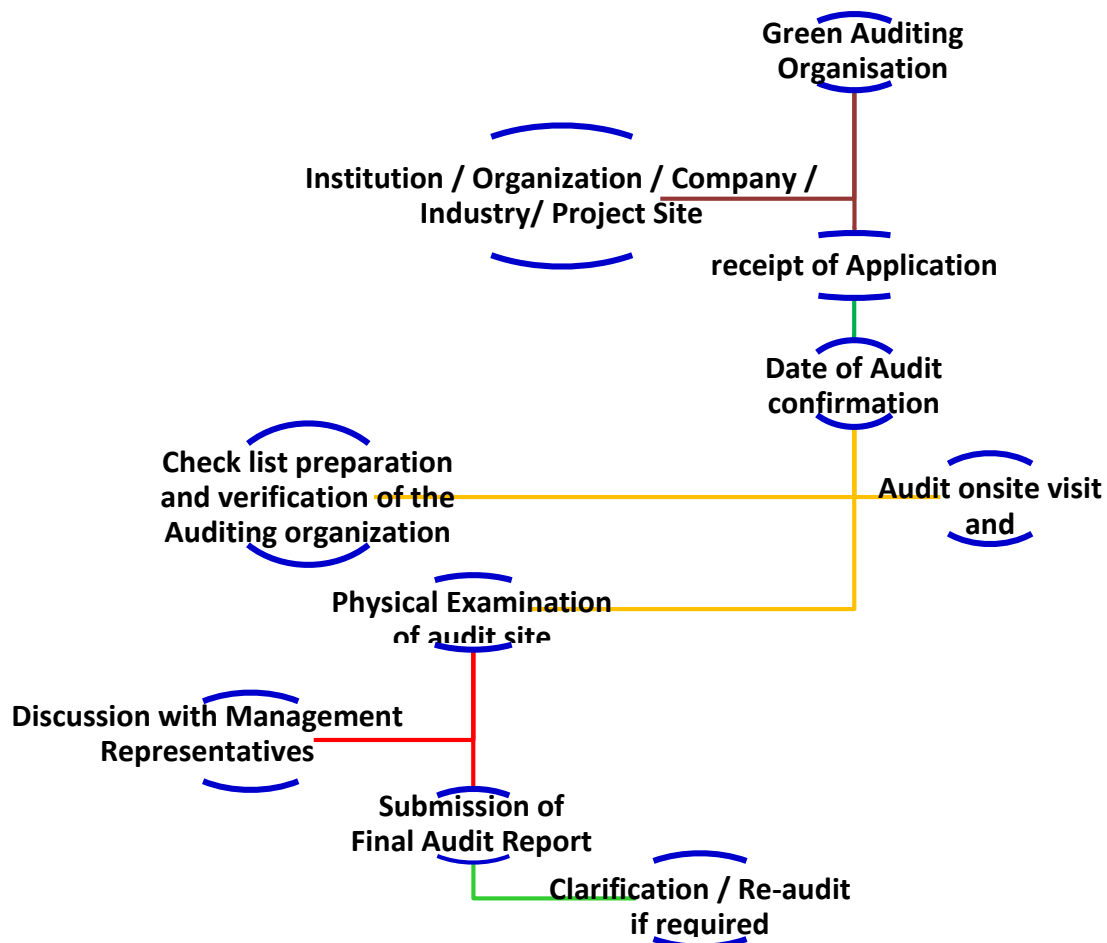 Green Auditing
Organisation
Institution / Organization / Company /
Industry/ Project Site
receipt of Application
Date of Audit
confirmation
Check list preparation
and verification of the
Auditing organization
Audit onsite visit
and
Physical Examination
of audit site
Discussion with Management
Representatives
Submission of
Final Audit Report
Clarification / Re-audit
if required